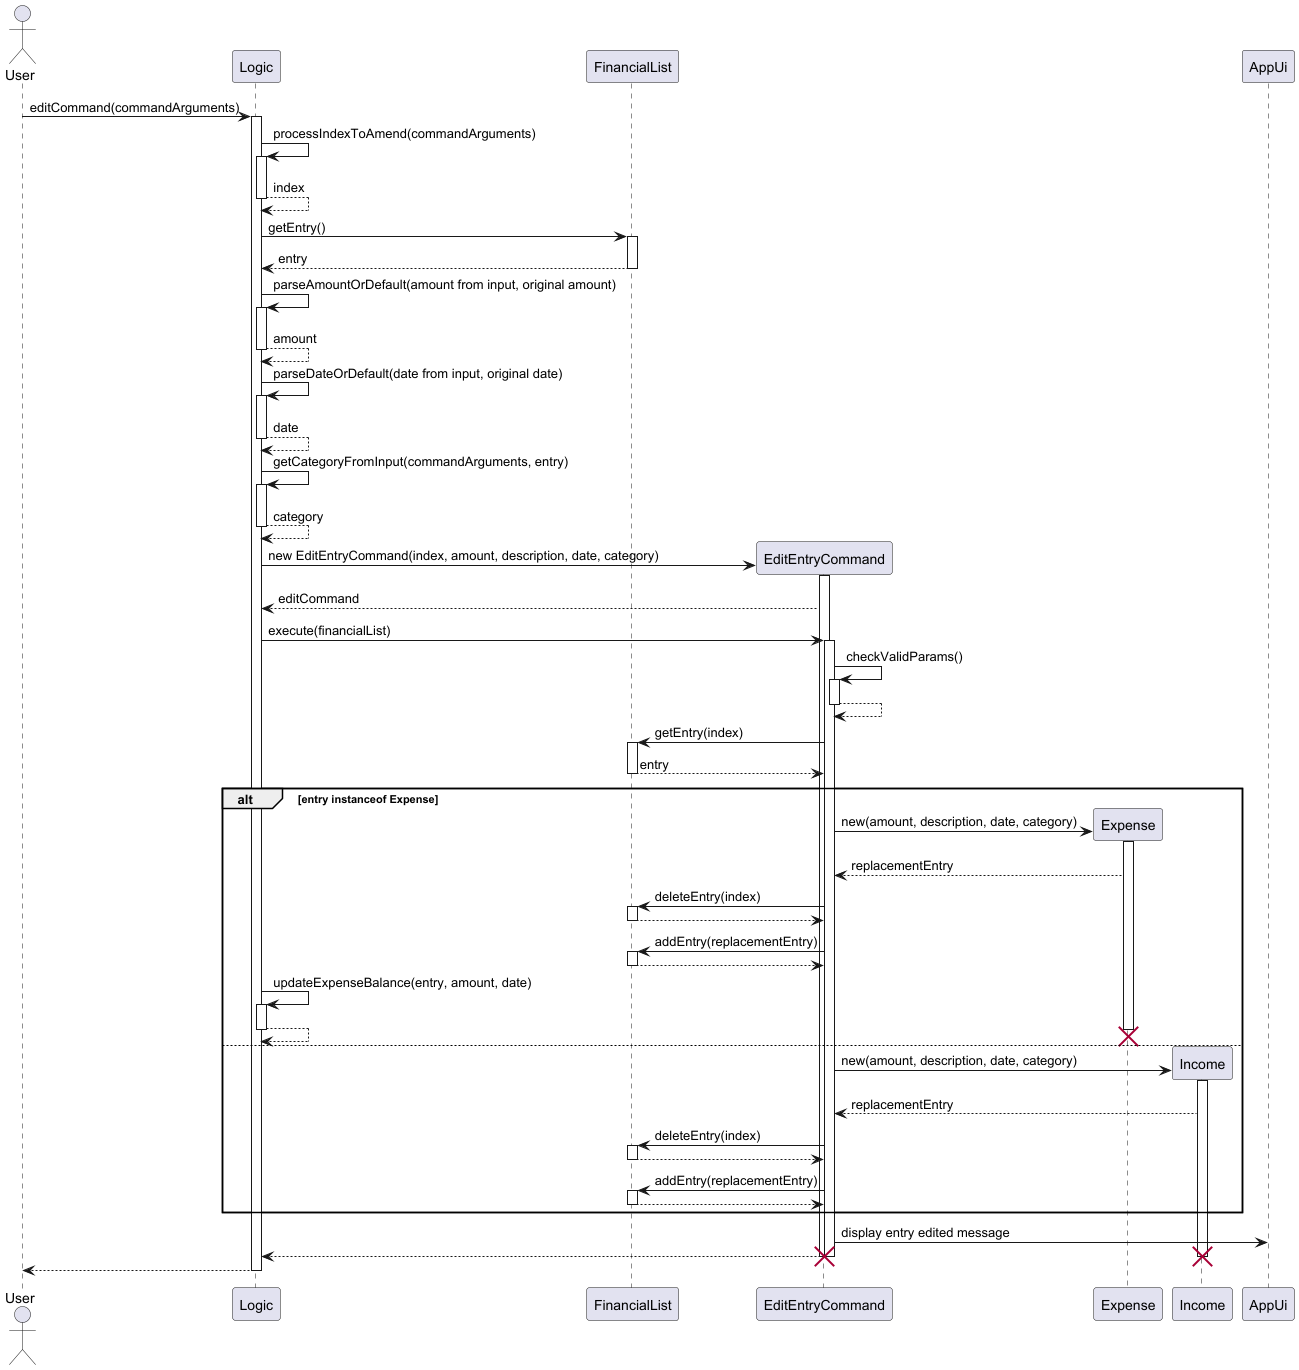 User
Logic
FinancialList
AppUi
editCommand(commandArguments)
processIndexToAmend(commandArguments)
index
getEntry()
entry
parseAmountOrDefault(amount from input, original amount)
amount
parseDateOrDefault(date from input, original date)
date
getCategoryFromInput(commandArguments, entry)
category
new EditEntryCommand(index, amount, description, date, category)
EditEntryCommand
editCommand
execute(financialList)
checkValidParams()
getEntry(index)
entry
alt
[entry instanceof Expense]
new(amount, description, date, category)
Expense
replacementEntry
deleteEntry(index)
addEntry(replacementEntry)
updateExpenseBalance(entry, amount, date)
new(amount, description, date, category)
Income
replacementEntry
deleteEntry(index)
addEntry(replacementEntry)
display entry edited message
User
Logic
FinancialList
EditEntryCommand
Expense
Income
AppUi